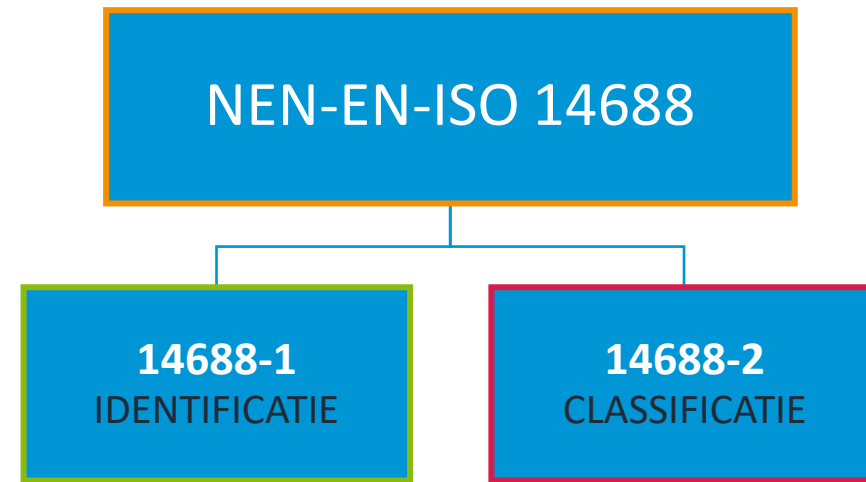 NEN-EN-ISO 14688
14688-1
IDENTIFICATIE
14688-2
CLASSIFICATIE